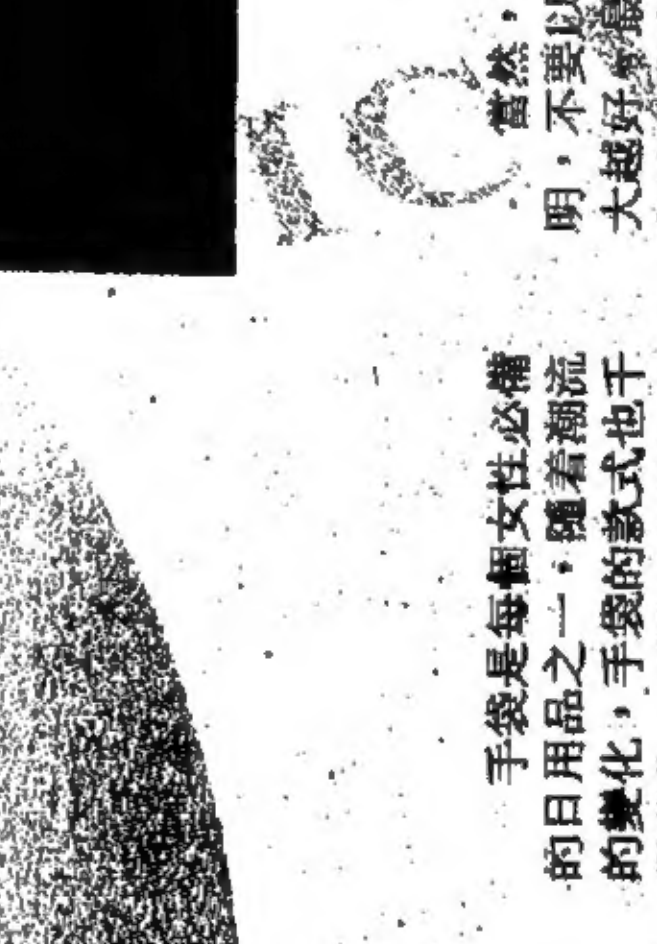 手袋是每個女性必備
的日用品之一，隨着潮流
的變化，手袋的款式也千
當然，
明，不要以
大越好，最
IC